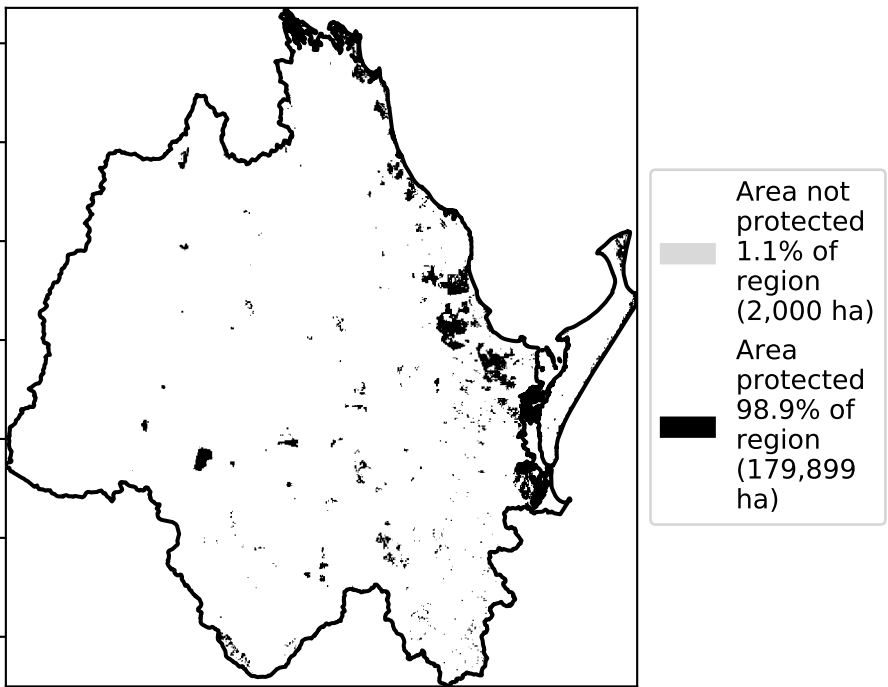 Area not
protected
1.1% of
region
(2,000 ha)
Area
protected
98.9% of
region
(179,899
ha)